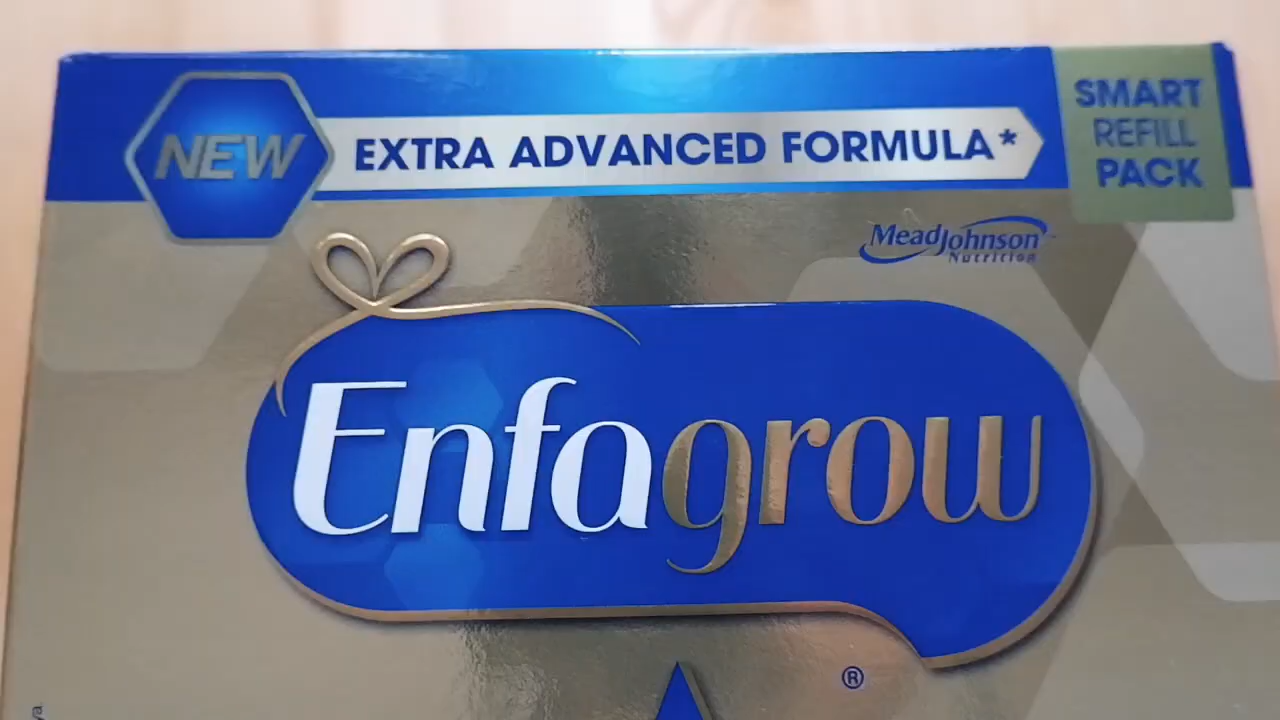 NEW
EXTRA ADVANCED FORMULA*
SMART
REFILL
PACK
MeadJohnson
Nutrition
Enfagrow
®